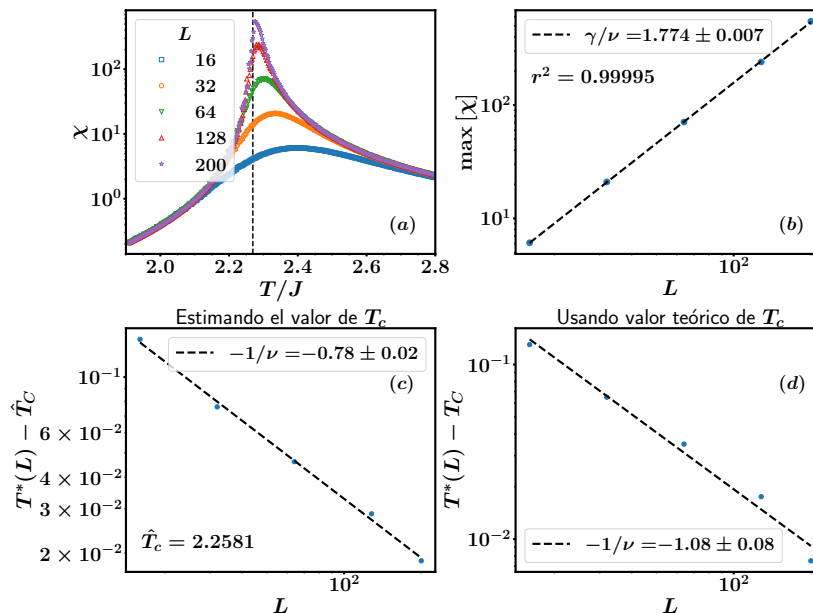 L
16
32
64
128
200
10²
10¹
10⁰
χ
2.0
2.2
2.4
2.6
2.8
T/J
(a)
γ/ν =1.774 ± 0.007
r² = 0.99995
max [χ]
10²
10¹
10²
L
(b)
Estimando el valor de T_c
−1/ν =−0.78 ± 0.02
(c)
T*(L) − T̂_C
10⁻¹
6 × 10⁻²
4 × 10⁻²
3 × 10⁻²
2 × 10⁻²
T̂_c = 2.2581
10²
L
Usando valor teórico de T_c
(d)
T*(L) − T_C
10⁻¹
10⁻²
−1/ν =−1.08 ± 0.08
10²
L